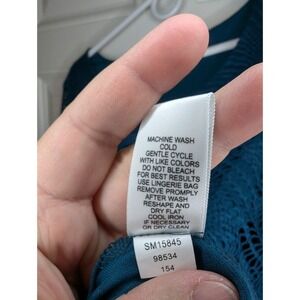 MACHINE WASH
COLD
GENTLE CYCLE
WITH LIKE COLORS
DO NOT BLEACH
FOR BEST RESULTS
USE LINGERIE BAG
REMOVE PROMPLY
AFTER WASH
RESHAPE AND
DRY FLAT
COOL IRON
IF NECESSARY
OR DRY CLEAN
SM15845
98534
154